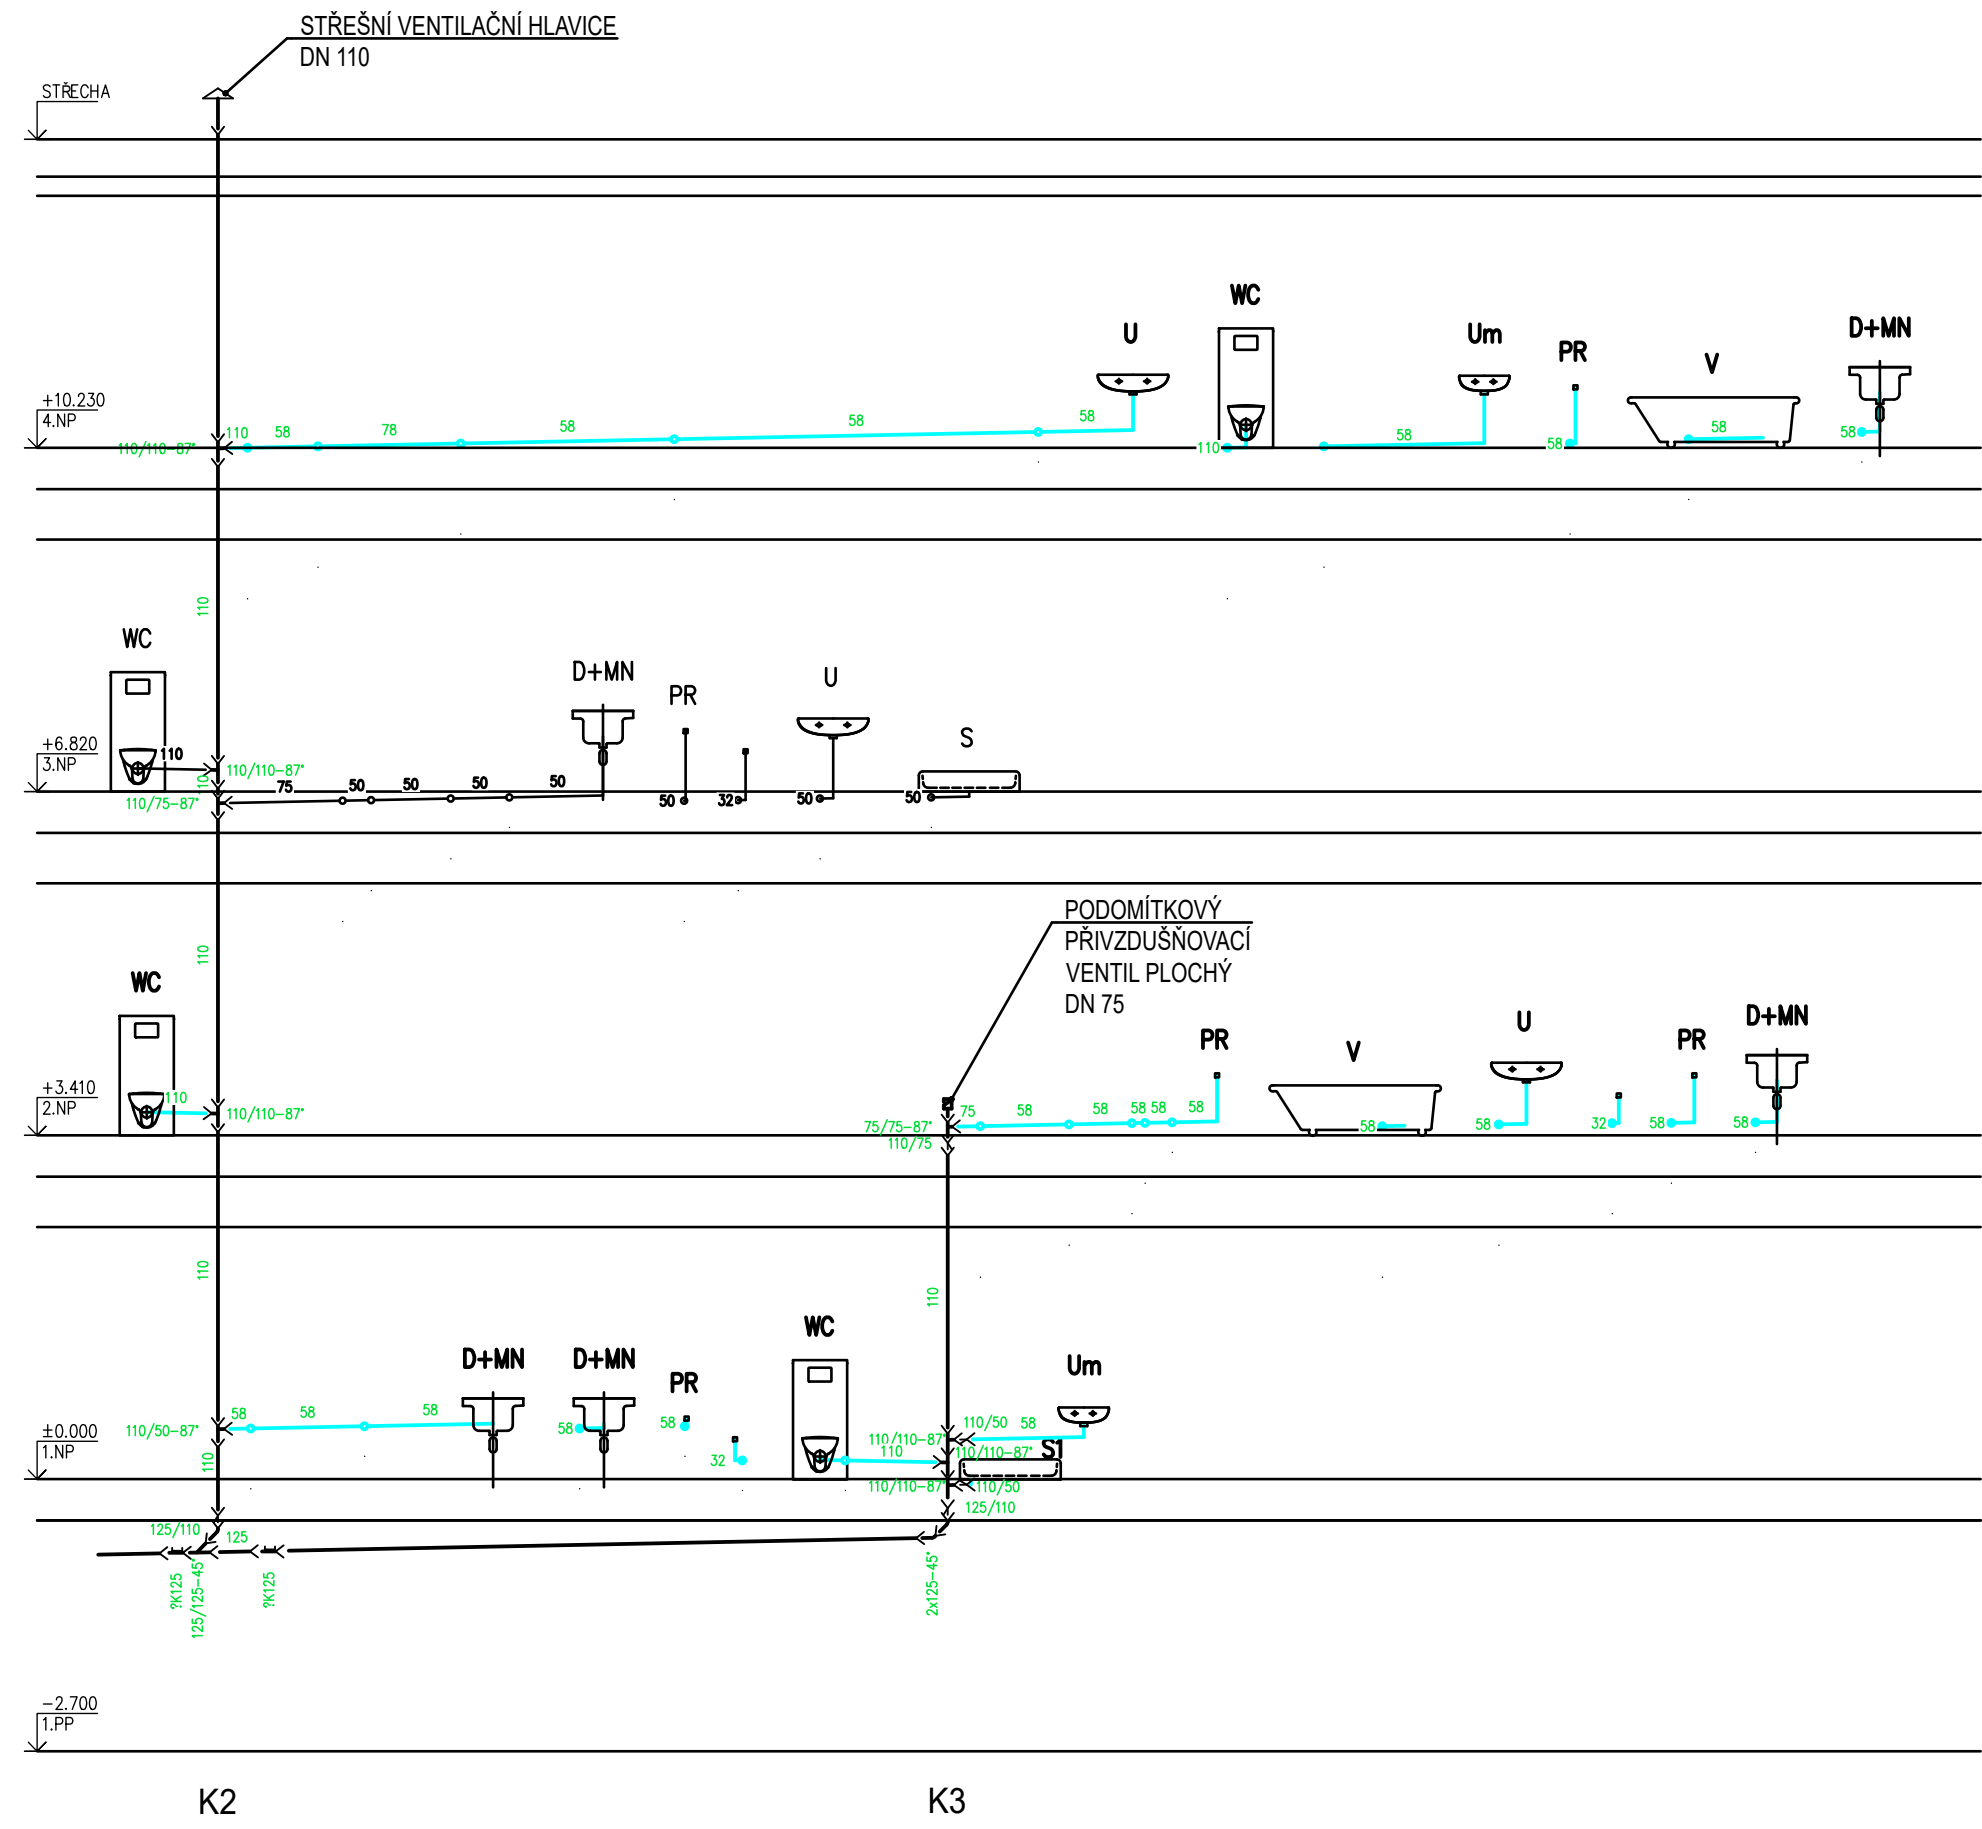 STŘEŠNÍ VENTILAČNÍ HLAVICE
DN 110
STŘECHA
WC
U
Um
D+MN
PR
V
+10.230
4.NP
110
58
78
58
58
58
58
58
58
58
110/110-87°
110
110
WC
D+MN
PR
U
S
+6.820
3.NP
110
110/110-87°
110
75
50
50
50
50
110/75-87°
50
32
50
50
PODOMÍTKOVÝ
PŘIVZDUŠŇOVACÍ
VENTIL PLOCHÝ
DN 75
110
WC
PR
V
U
PR
D+MN
+3.410
2.NP
110
110/110-87°
75
58
58
58
58
58
75/75-87°
110/75
58
58
32
58
58
110
110
WC
D+MN
D+MN
PR
Um
±0.000
1.NP
58
58
58
58
58
110/50-87°
110/50
58
110/110-87°
110
110/110-87°
S1
110
32
110/110-87°
110/50
125/110
125/110
125
?K125
125/125-45°
?K125
2x125-45°
-2.700
1.PP
K2
K3